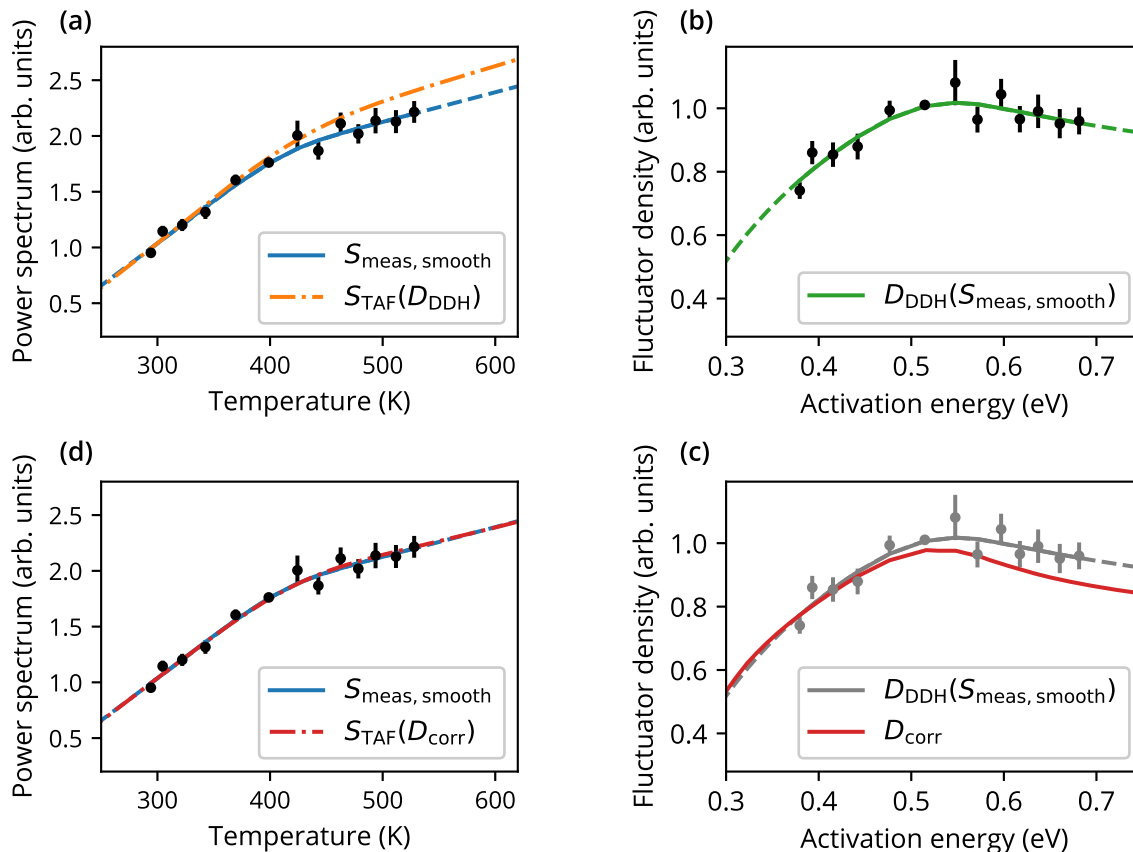 (a)
Power spectrum (arb. units)
2.5
2.0
1.5
1.0
0.5
300 400 500 600
Temperature (K)
S_meas, smooth
S_TAF(D_DDH)
(b)
Fluctuator density (arb. units)
1.0
0.8
0.6
0.4
0.3 0.4 0.5 0.6 0.7
Activation energy (eV)
D_DDH(S_meas, smooth)
(d)
Power spectrum (arb. units)
2.5
2.0
1.5
1.0
0.5
300 400 500 600
Temperature (K)
S_meas, smooth
S_TAF(D_corr)
(c)
Fluctuator density (arb. units)
1.0
0.8
0.6
0.4
0.3 0.4 0.5 0.6 0.7
Activation energy (eV)
D_DDH(S_meas, smooth)
D_corr